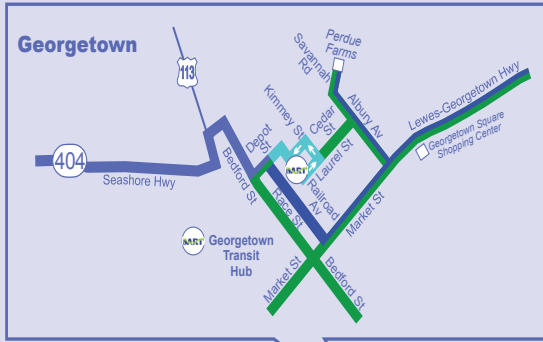 Georgetown
113
404
Seashore Hwy
Bedford St
Depot St
Kimmey St
Cedar St
Savannah Rd
Perdue
Farms
Albury Av
Lewes-Georgetown Hwy
Georgetown Square
Shopping Center
Laurel St
Railroad Av
Race St
DART
Market St
DART
Georgetown
Transit
Hub
Market St
Bedford St